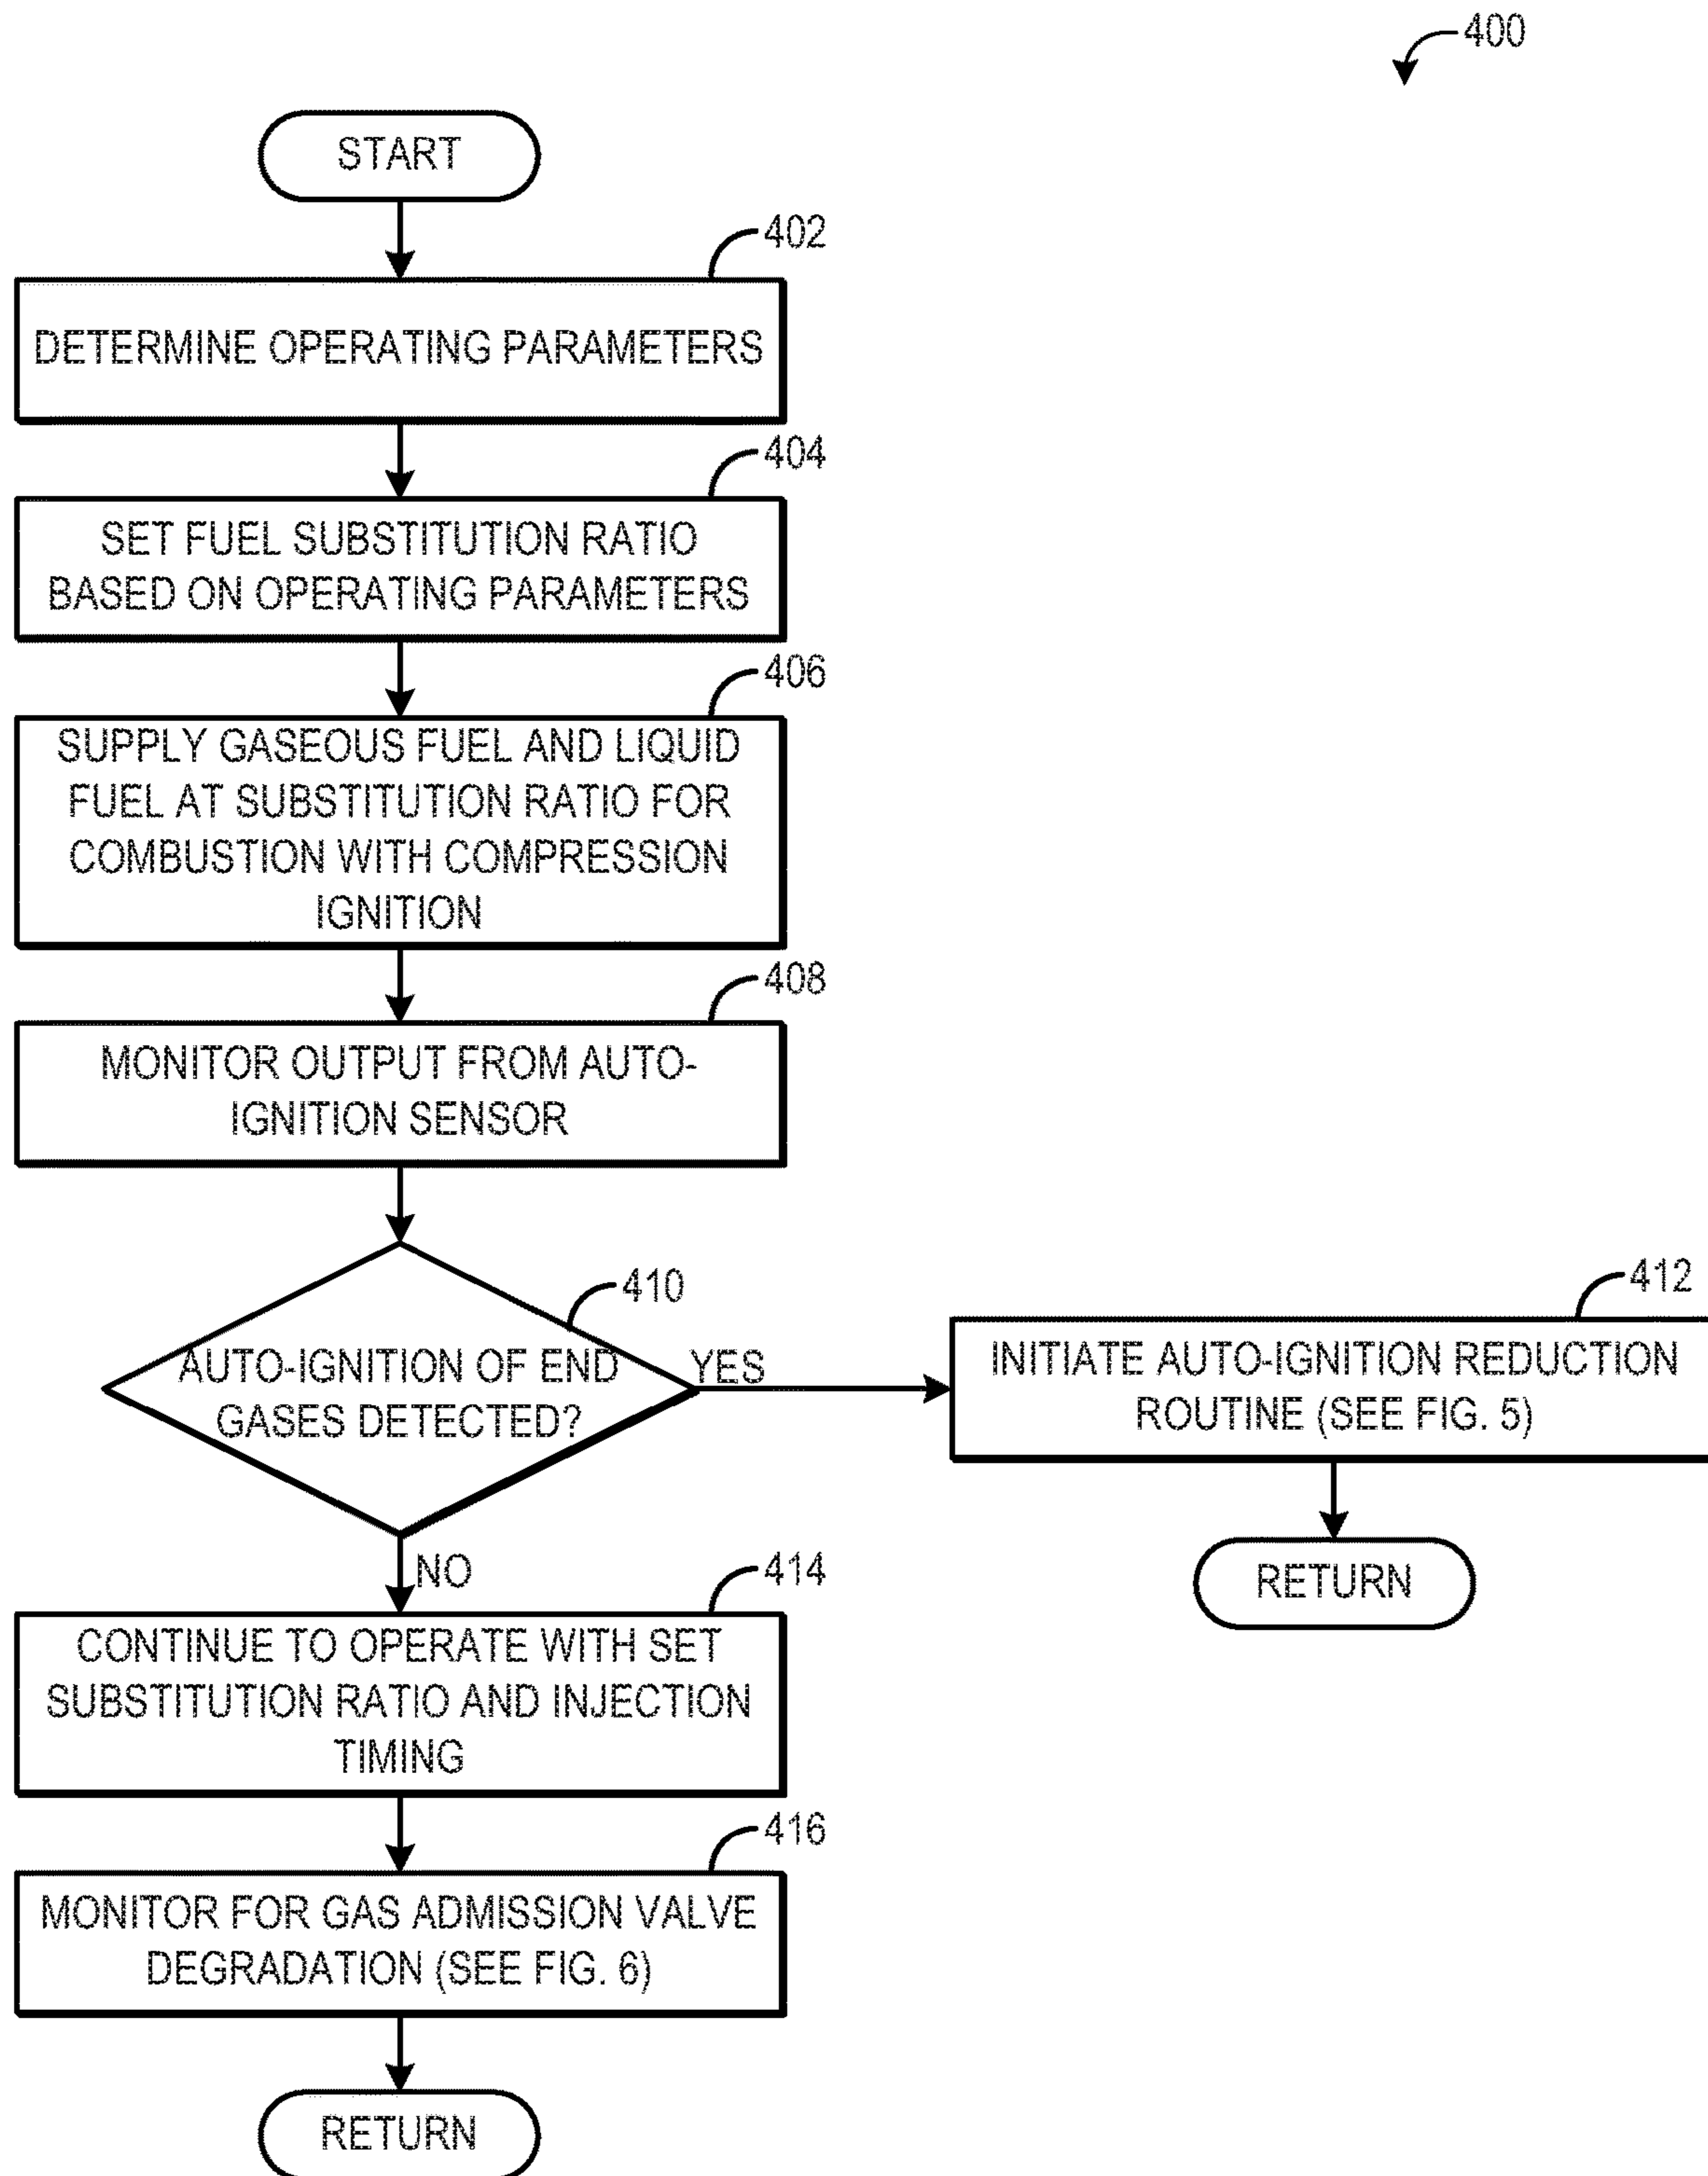 400
START
402
DETERMINE OPERATING PARAMETERS
404
SET FUEL SUBSTITUTION RATIO
BASED ON OPERATING PARAMETERS
406
SUPPLY GASEOUS FUEL AND LIQUID
FUEL AT SUBSTITUTION RATIO FOR
COMBUSTION WITH COMPRESSION
IGNITION
408
MONITOR OUTPUT FROM AUTO-
IGNITION SENSOR
410
AUTO-IGNITION OF END
GASES DETECTED?
YES
412
INITIATE AUTO-IGNITION REDUCTION
ROUTINE (SEE FIG. 5)
RETURN
NO
414
CONTINUE TO OPERATE WITH SET
SUBSTITUTION RATIO AND INJECTION
TIMING
416
MONITOR FOR GAS ADMISSION VALVE
DEGRADATION (SEE FIG. 6)
RETURN